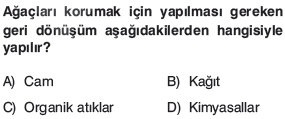 Ağaçları korumak için yapılması gereken
geri dönüşüm aşağıdakilerden hangisiyle
yapılır?
A) Cam
B) Kağıt
C) Organik atıklar
D) Kimyasallar